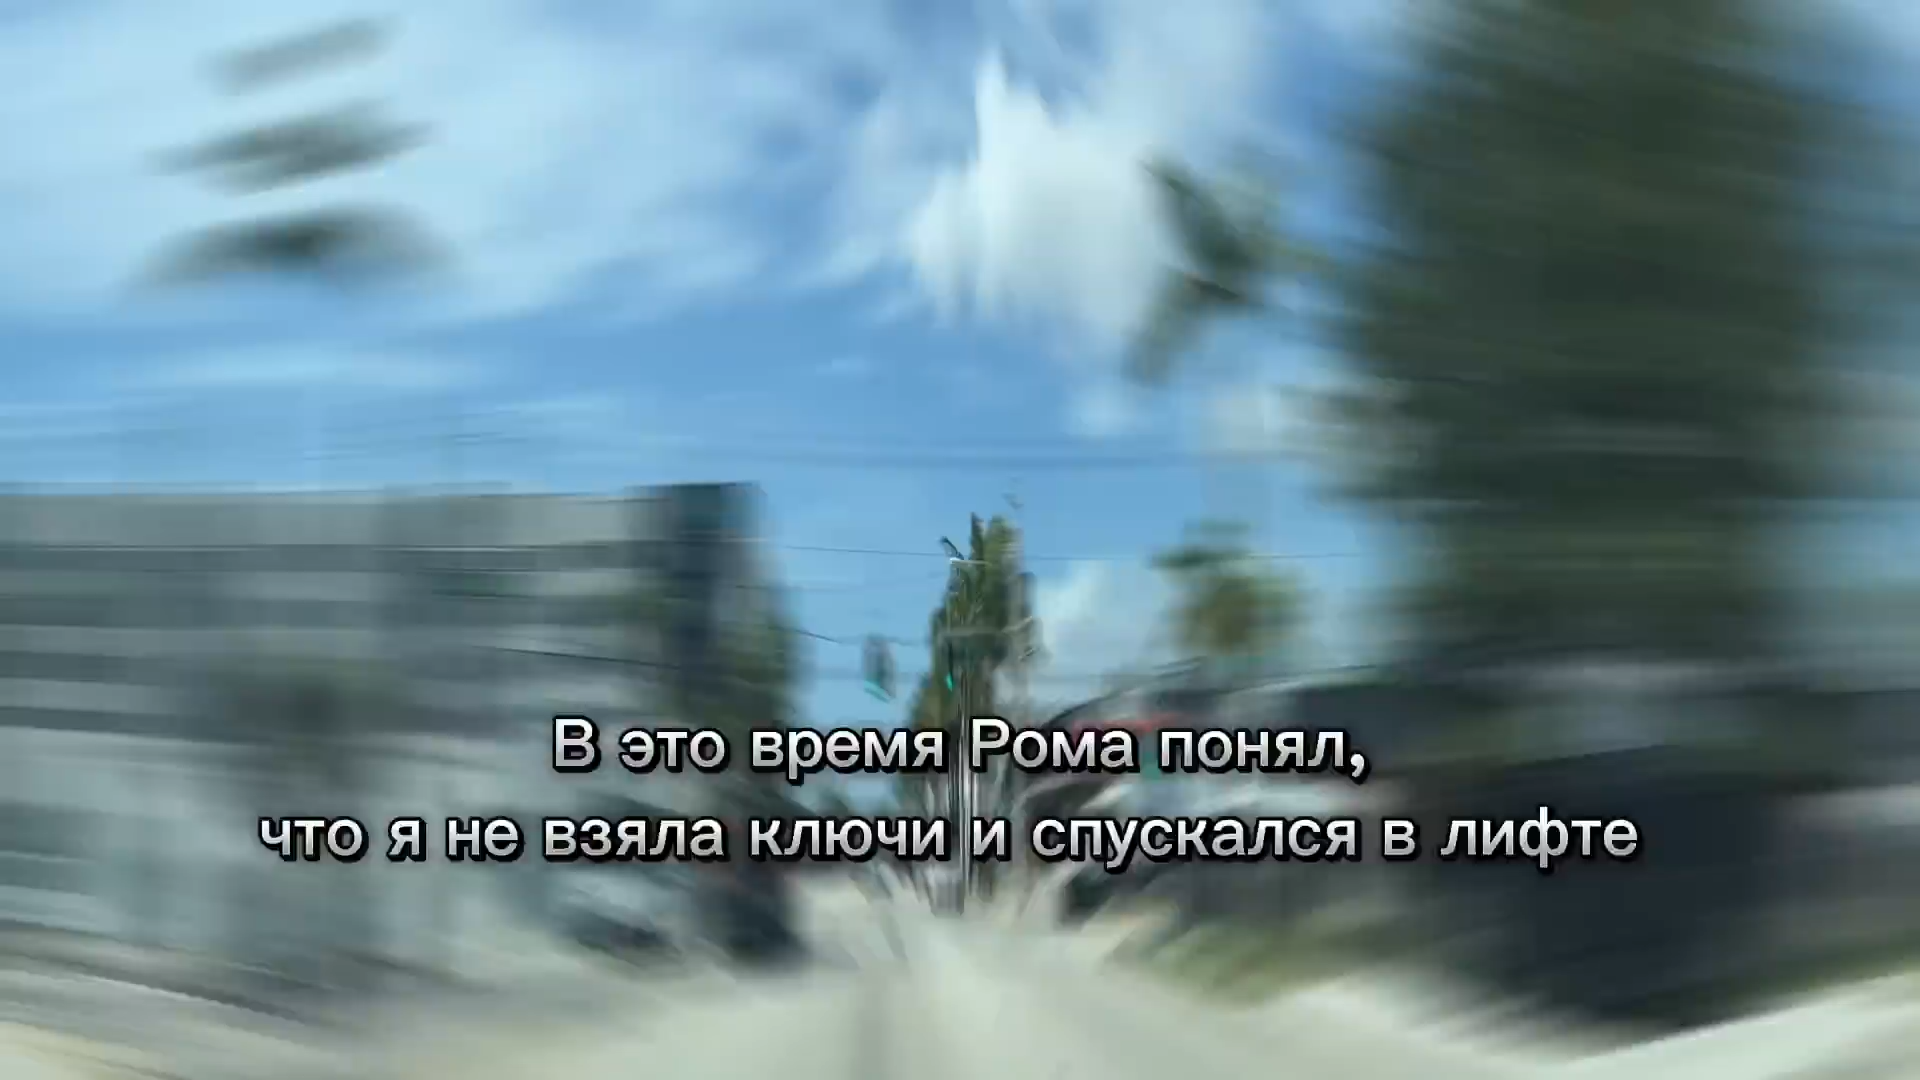 В это время Рома понял,
что я не взяла ключи и спускался в лифте